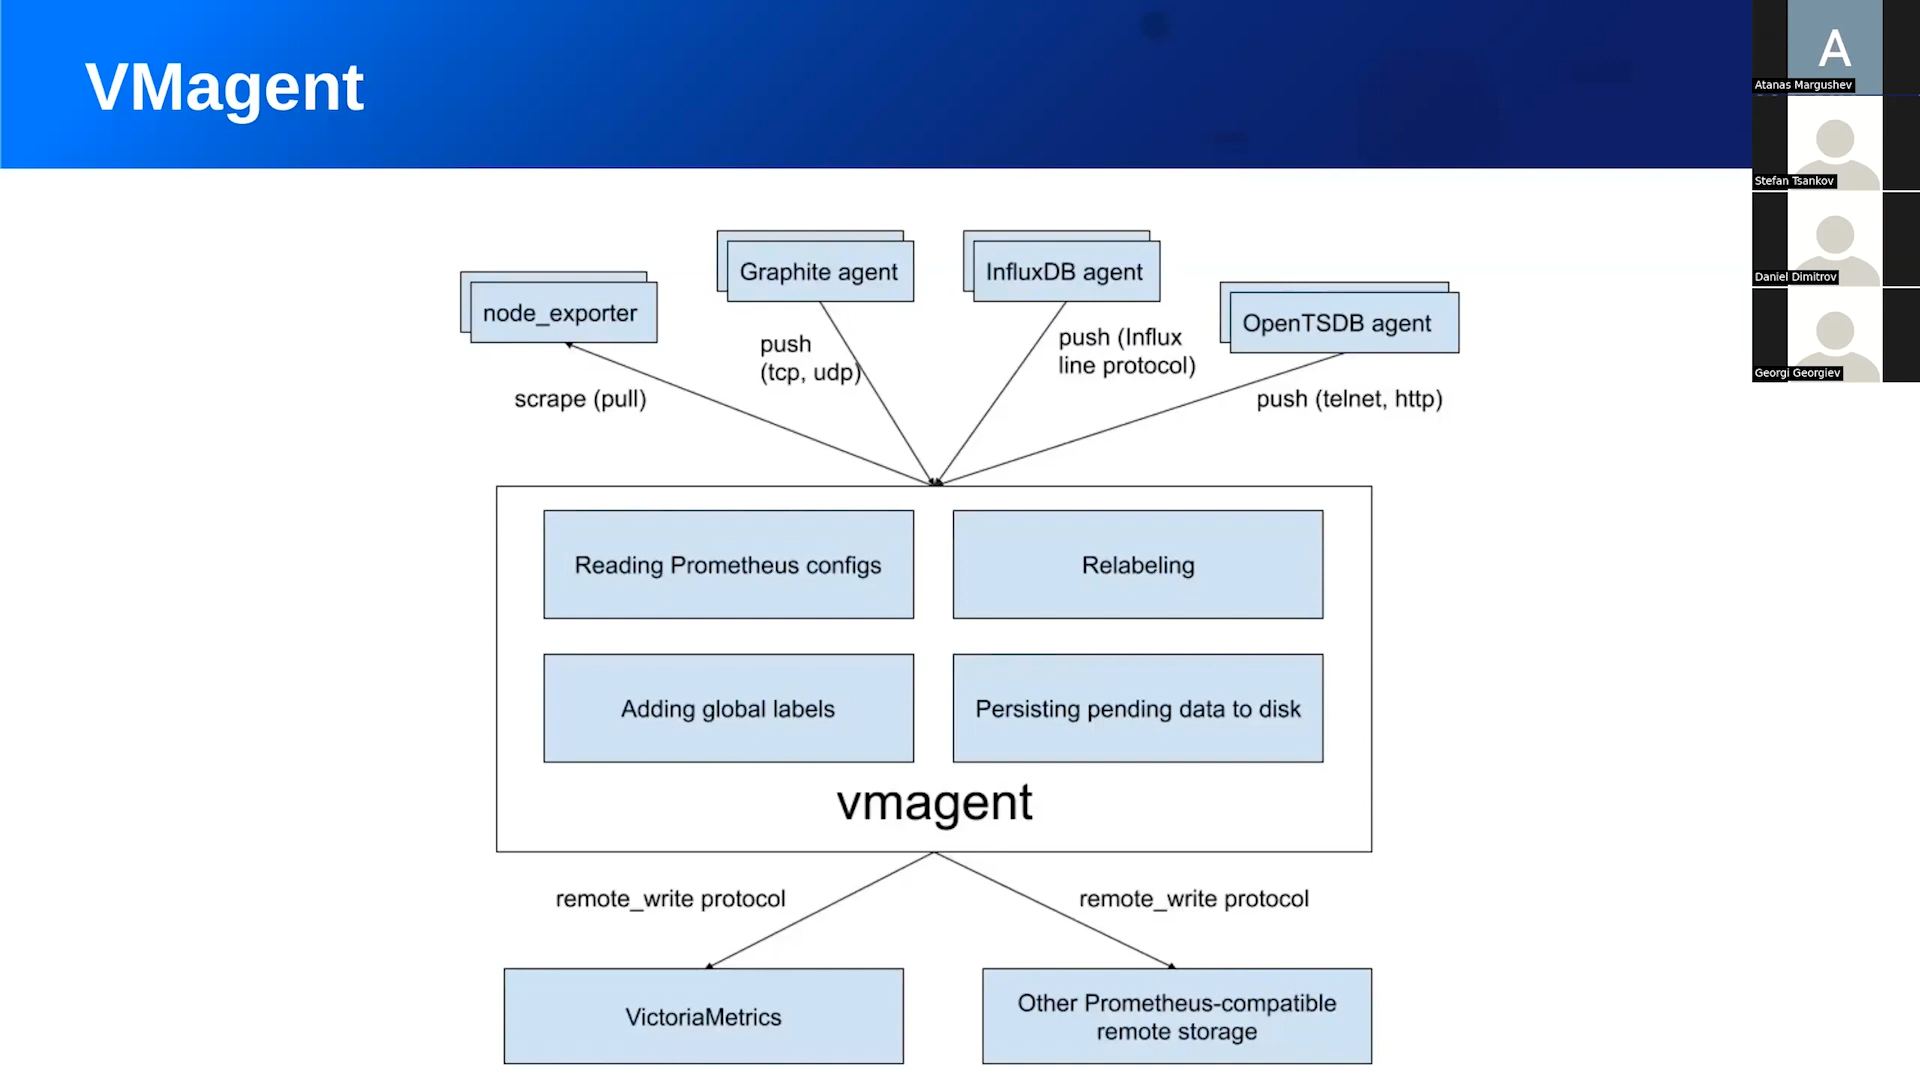 VMagent
A
Atanas Margushev
Stefan Tsankov
Daniel Dimitrov
Georgi Georgiev
node_exporter
Graphite agent
InfluxDB agent
OpenTSDB agent
scrape (pull)
push
(tcp, udp)
push (Influx
line protocol)
push (telnet, http)
Reading Prometheus configs
Relabeling
Adding global labels
Persisting pending data to disk
vmagent
remote_write protocol
remote_write protocol
VictoriaMetrics
Other Prometheus-compatible
remote storage